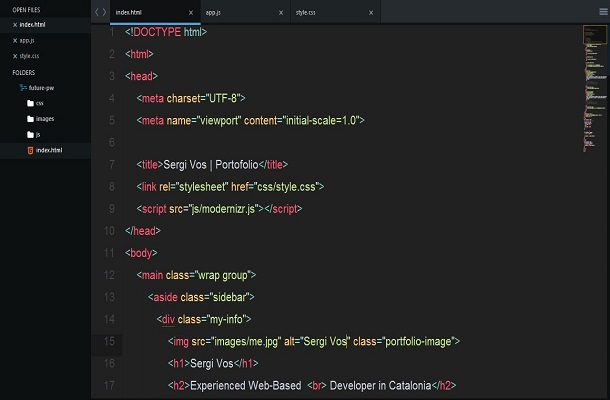 OPEN FILES
index.html
app.js
style.css
FOLDERS
future-pw
css
images
js
index.html
index.html
app.js
style.css
1 <!DOCTYPE html>
2 <html>
3 <head>
4 <meta charset="UTF-8">
5 <meta name="viewport" content="initial-scale=1.0">
6
7 <title>Sergi Vos | Portofolio</title>
8 <link rel="stylesheet" href="css/style.css">
9 <script src="js/modernizr.js"></script>
10 </head>
11 <body>
12 <main class="wrap group">
13 <aside class="sidebar">
14 <div class="my-info">
15 <img src="images/me.jpg" alt="Sergi Vos" class="portfolio-image">
16 <h1>Sergi Vos</h1>
17 <h2>Experienced Web-Based <br> Developer in Catalonia</h2>